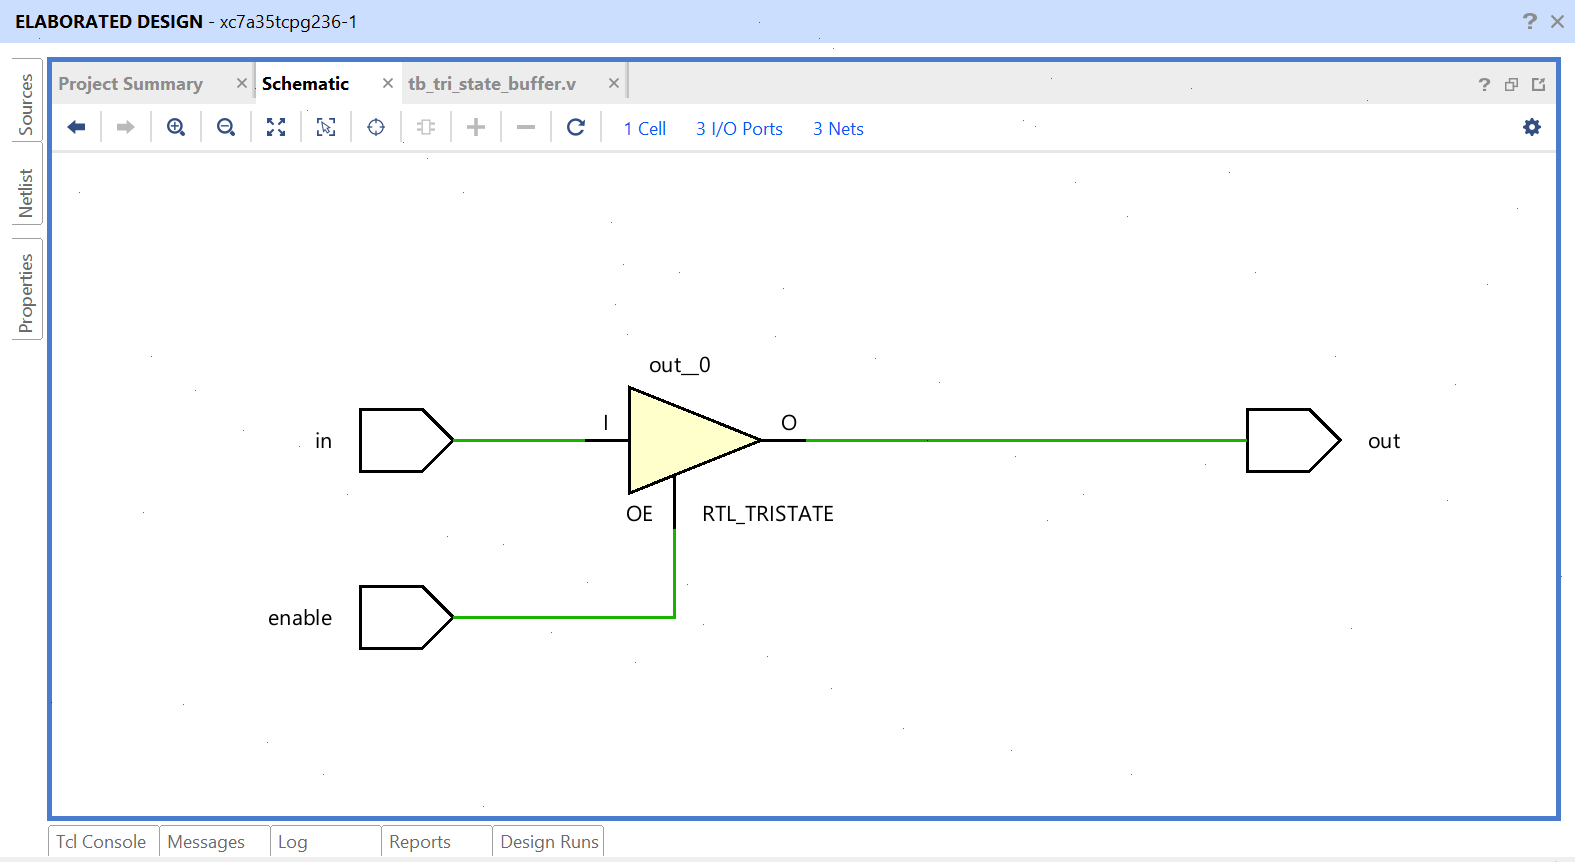 ELABORATED DESIGN - xc7a35tcpg236-1
Sources
Netlist
Properties
Project Summary
Schematic
tb_tri_state_buffer.v
1 Cell
3 I/O Ports
3 Nets
out__0
in
I
O
out
OE
RTL_TRISTATE
enable
Tcl Console
Messages
Log
Reports
Design Runs